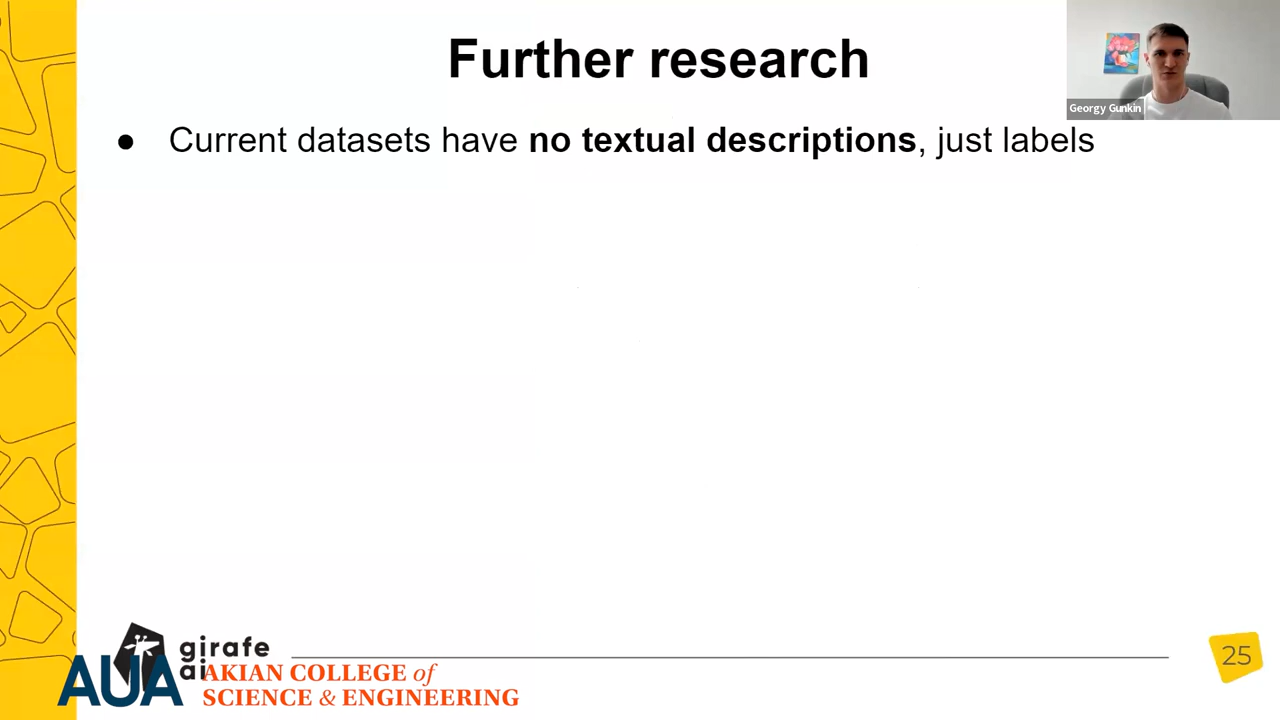 Further research
Georgy Gunkin
● Current datasets have no textual descriptions, just labels
girafe
ai
AUA
AKIAN COLLEGE of
SCIENCE & ENGINEERING
25